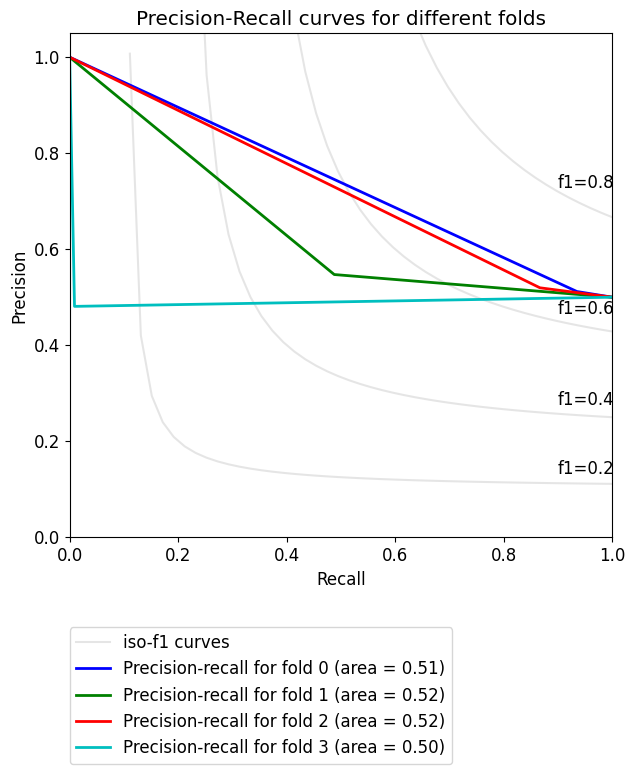 Precision-Recall curves for different folds
Precision
1.0
0.8
0.6
0.4
0.2
0.0
f1=0.8
f1=0.6
f1=0.4
f1=0.2
0.0 0.2 0.4 0.6 0.8 1.0
Recall
iso-f1 curves
Precision-recall for fold 0 (area = 0.51)
Precision-recall for fold 1 (area = 0.52)
Precision-recall for fold 2 (area = 0.52)
Precision-recall for fold 3 (area = 0.50)